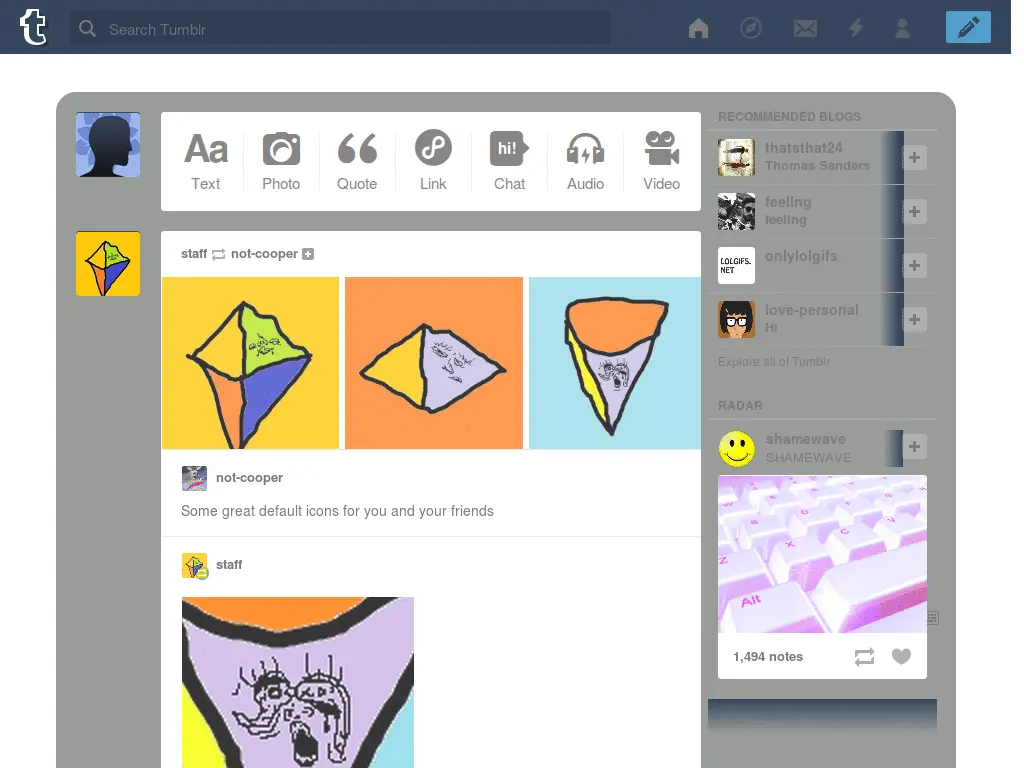 t
Search Tumblr
Aa
hi!
Text
Photo
Quote
Link
Chat
Audio
Video
staff
not-cooper
not-cooper
Some great default icons for you and your friends
staff
RECOMMENDED BLOGS
thatsthat24
Thomas Sanders
feeling
feeling
LOLGIFS.
NET
onlylolgifs
love-personal
Hi
Explore all of Tumblr
RADAR
shamewave
SHAMEWAVE
Z
X
C
Alt
1,494 notes